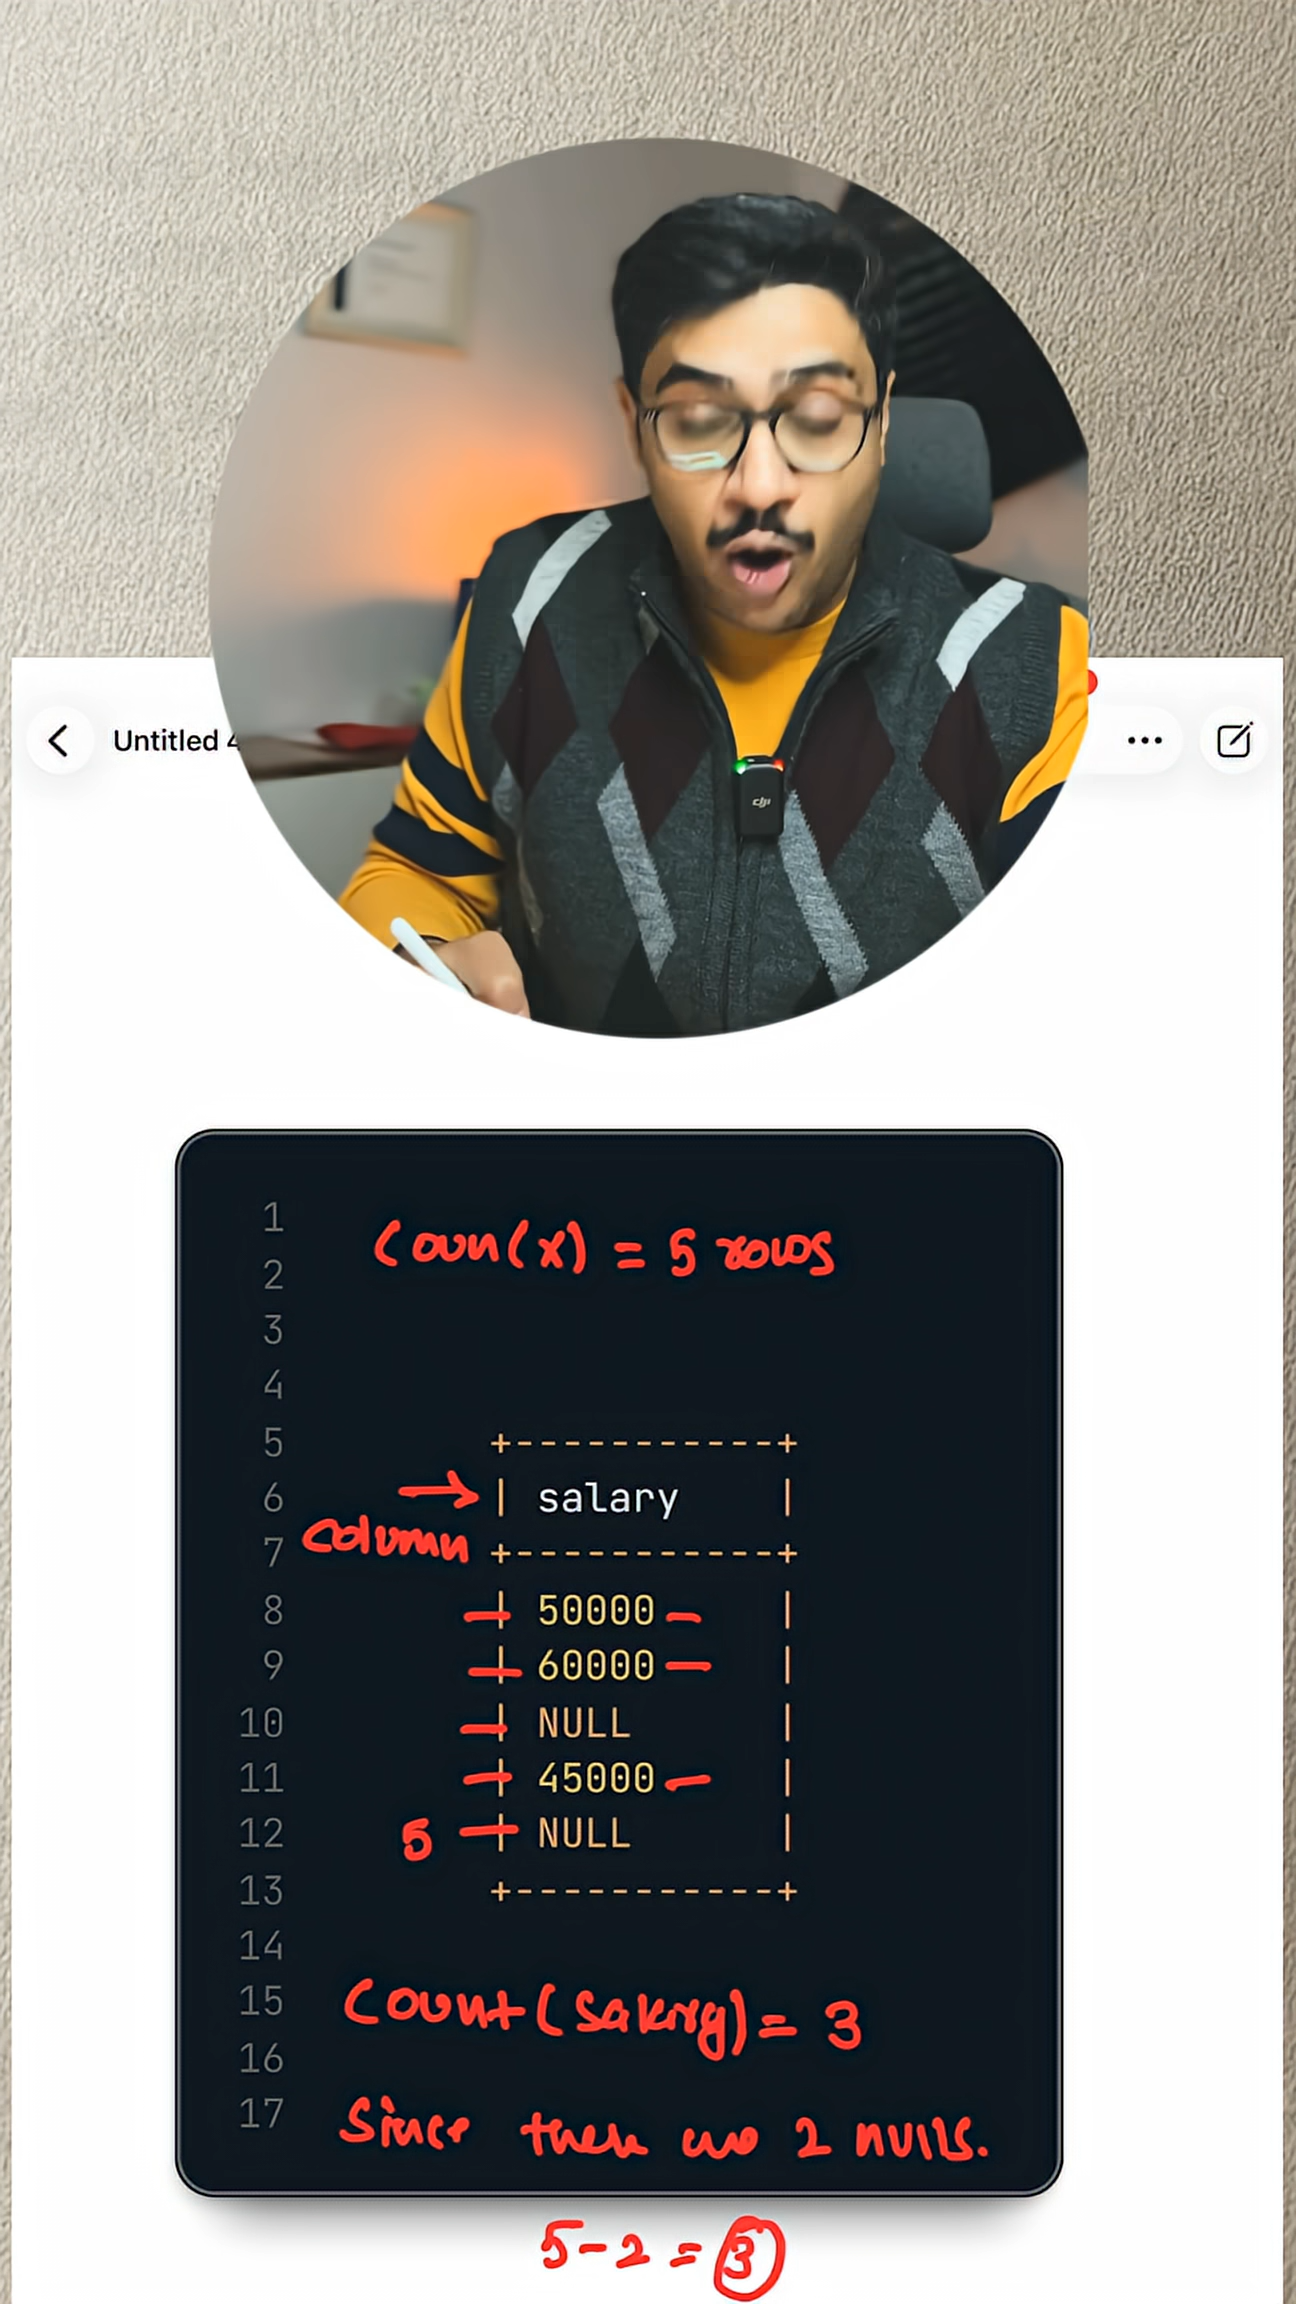 Untitled 4
dji
1
Coun(x) = 5 rows
2
3
4
5 +-----------+
6 → | salary |
column
7 +-----------+
8 | 50000 |
9 | 60000 |
10 | NULL |
11 | 45000 |
12 5 | NULL |
13 +-----------+
14
15 Count(salary) = 3
16
17 Since there are 2 nulls.
5-2 = 3